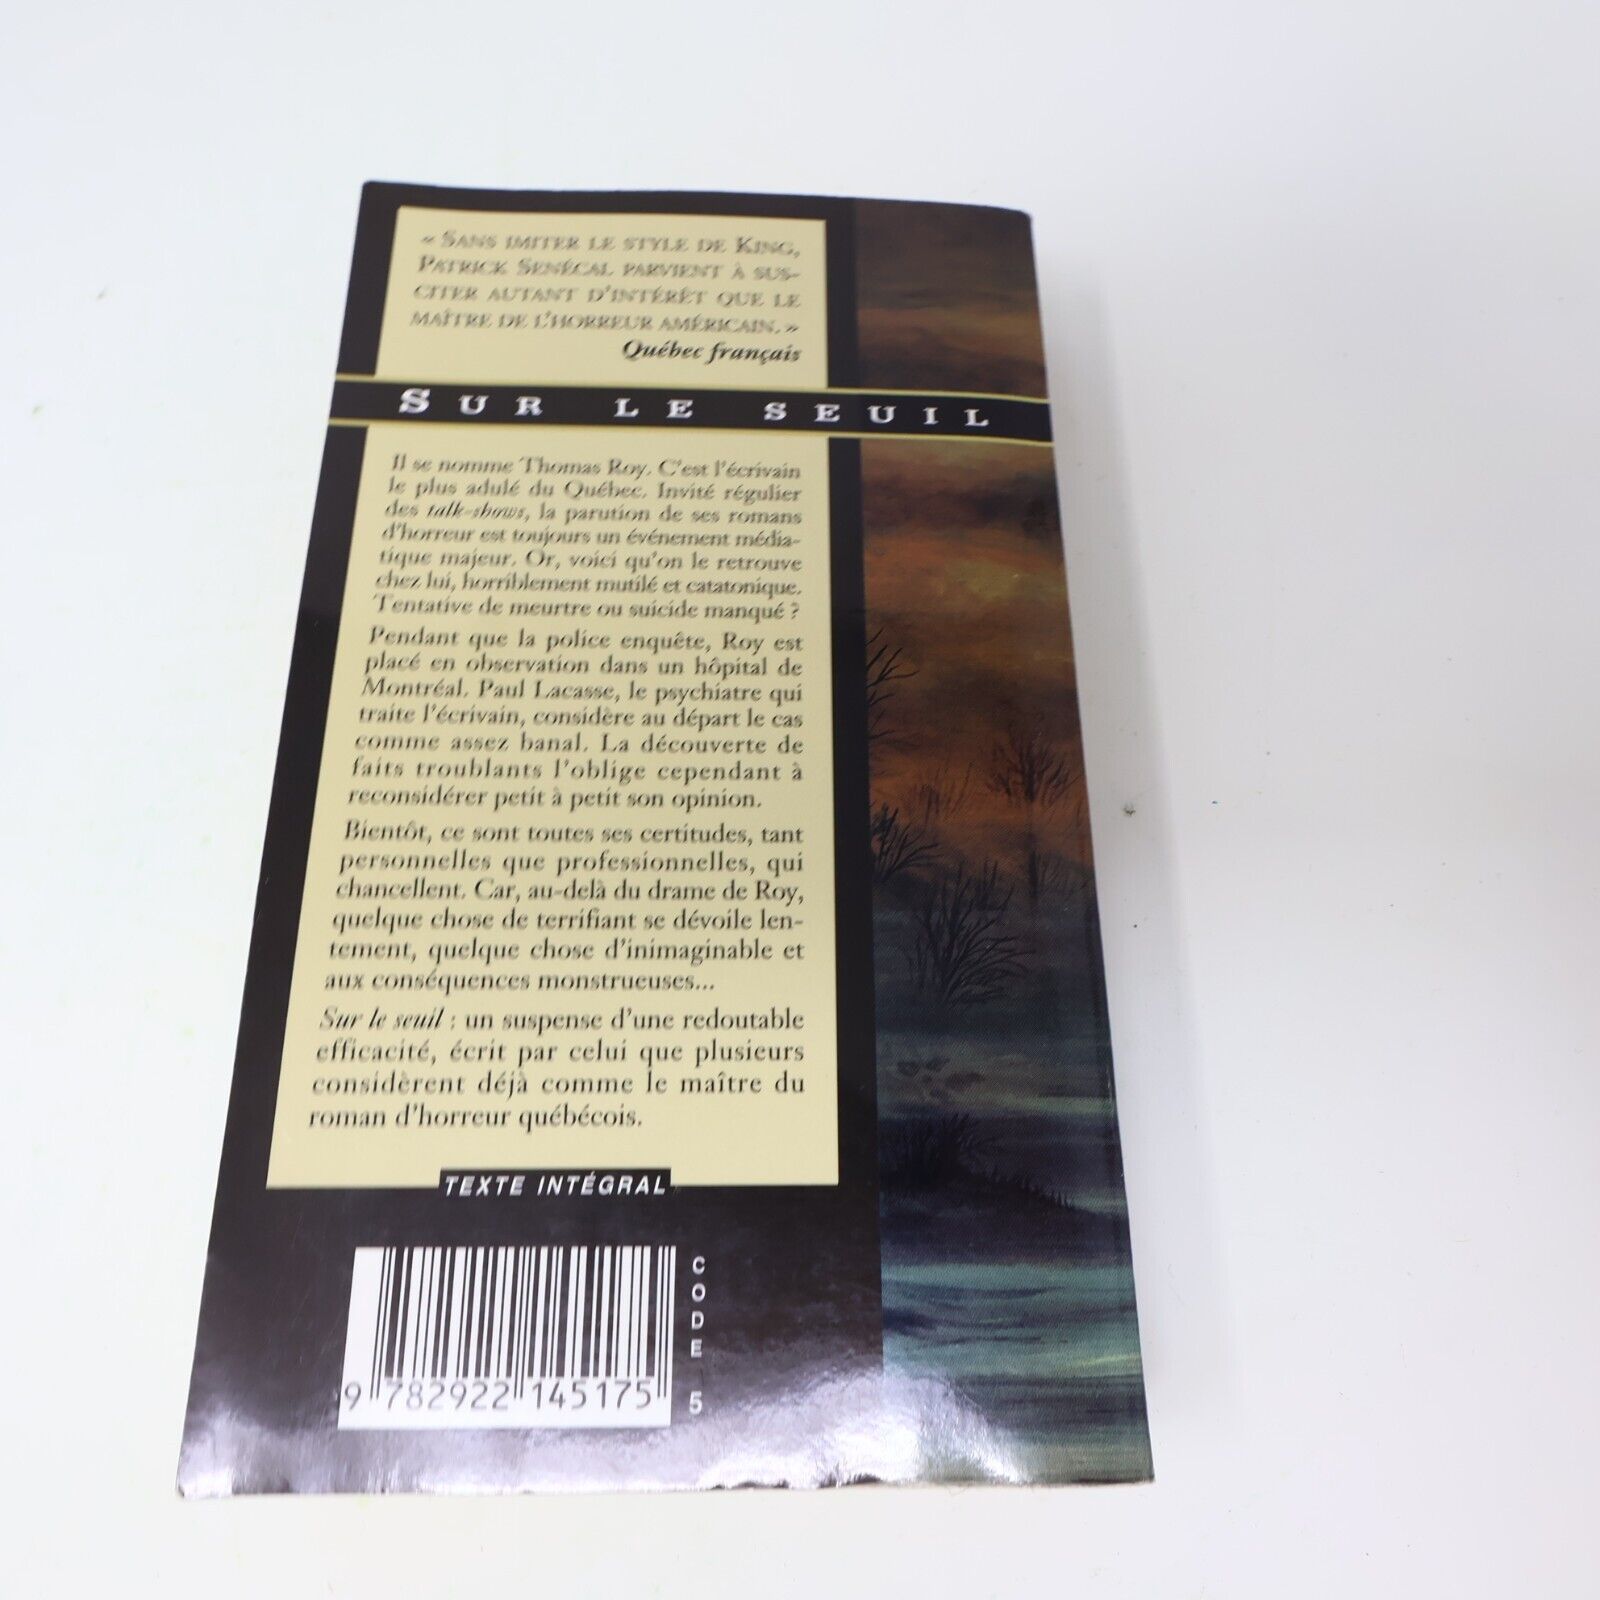 « Sans imiter le style de King,
Patrick Senécal parvient à sus-
citer autant d'intérêt que le
maître de l'horreur américain. »
Québec français
Sur le seuil
Il se nomme Thomas Roy. C'est l'écrivain
le plus adulé du Québec. Invité régulier
des talk-shows, la parution de ses romans
d'horreur est toujours un événement média-
tique majeur. Or, voici qu'on le retrouve
chez lui, horriblement mutilé et catatonique.
Tentative de meurtre ou suicide manqué ?
Pendant que la police enquête, Roy est
placé en observation dans un hôpital de
Montréal. Paul Lacasse, le psychiatre qui
traite l'écrivain, considère au départ le cas
comme assez banal. La découverte de
faits troublants l'oblige cependant à
reconsidérer petit à petit son opinion.
Bientôt, ce sont toutes ses certitudes, tant
personnelles que professionnelles, qui
chancellent. Car, au-delà du drame de Roy,
quelque chose de terrifiant se dévoile len-
tement, quelque chose d'inimaginable et
aux conséquences monstrueuses...
Sur le seuil : un suspense d'une redoutable
efficacité, écrit par celui que plusieurs
considèrent déjà comme le maître du
roman d'horreur québécois.
TEXTE INTÉGRAL
9 782922 145175
CODE 5